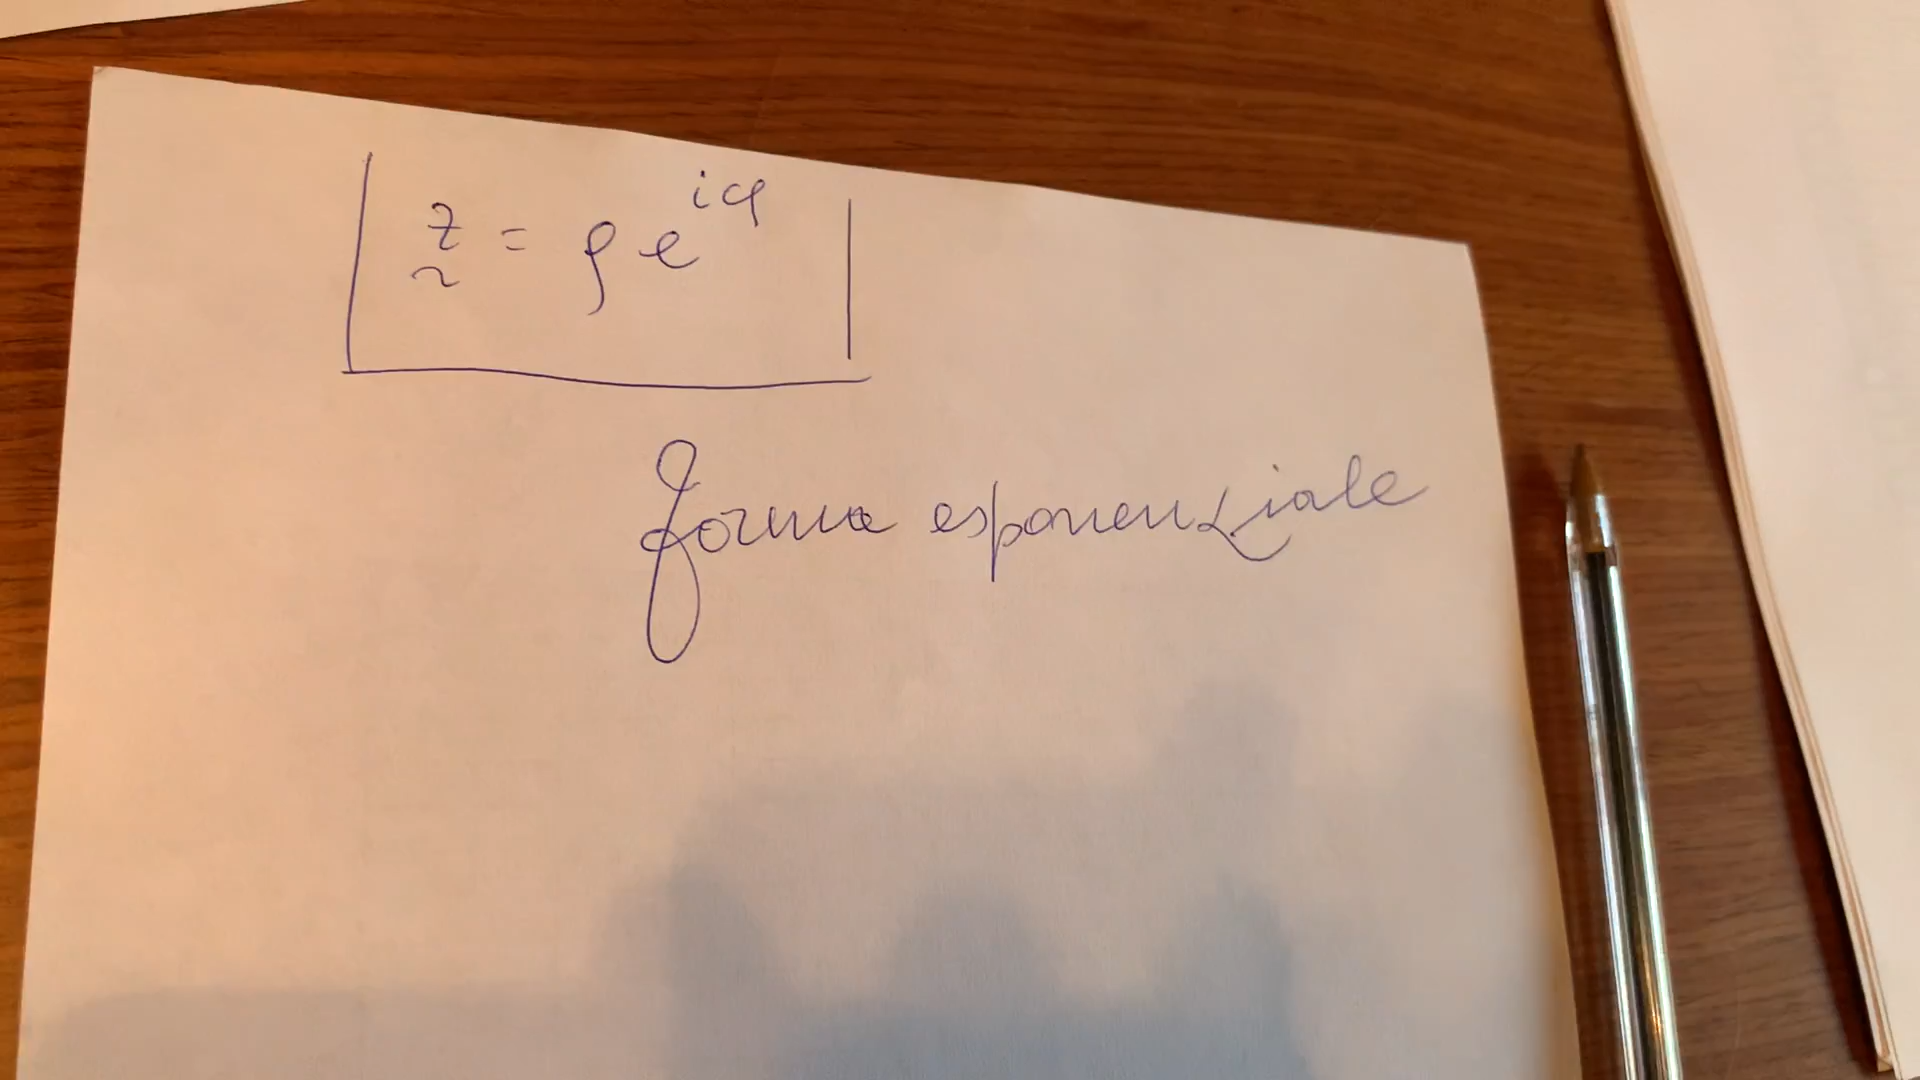 z = ρ e^{iφ}
forma esponenziale